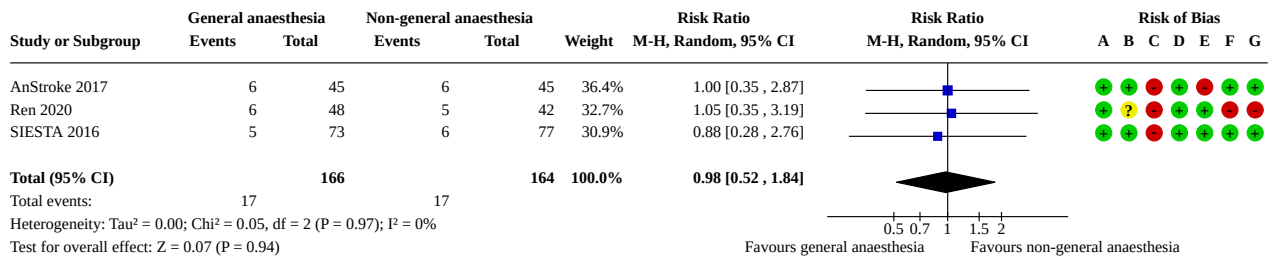 General anaesthesia Non-general anaesthesia Risk Ratio Risk Ratio Risk of Bias
Study or Subgroup Events Total Events Total Weight M-H, Random, 95% CI M-H, Random, 95% CI A B C D E F G
AnStroke 2017 6 45 6 45 36.4% 1.00 [0.35 , 2.87] + + - + - + +
Ren 2020 6 48 5 42 32.7% 1.05 [0.35 , 3.19] + ? - + + - -
SIESTA 2016 5 73 6 77 30.9% 0.88 [0.28 , 2.76] + + - + + + +
Total (95% CI) 166 164 100.0% 0.98 [0.52 , 1.84]
Total events: 17 17
Heterogeneity: Tau² = 0.00; Chi² = 0.05, df = 2 (P = 0.97); I² = 0%
0.5 0.7 1 1.5 2
Test for overall effect: Z = 0.07 (P = 0.94) Favours general anaesthesia Favours non-general anaesthesia